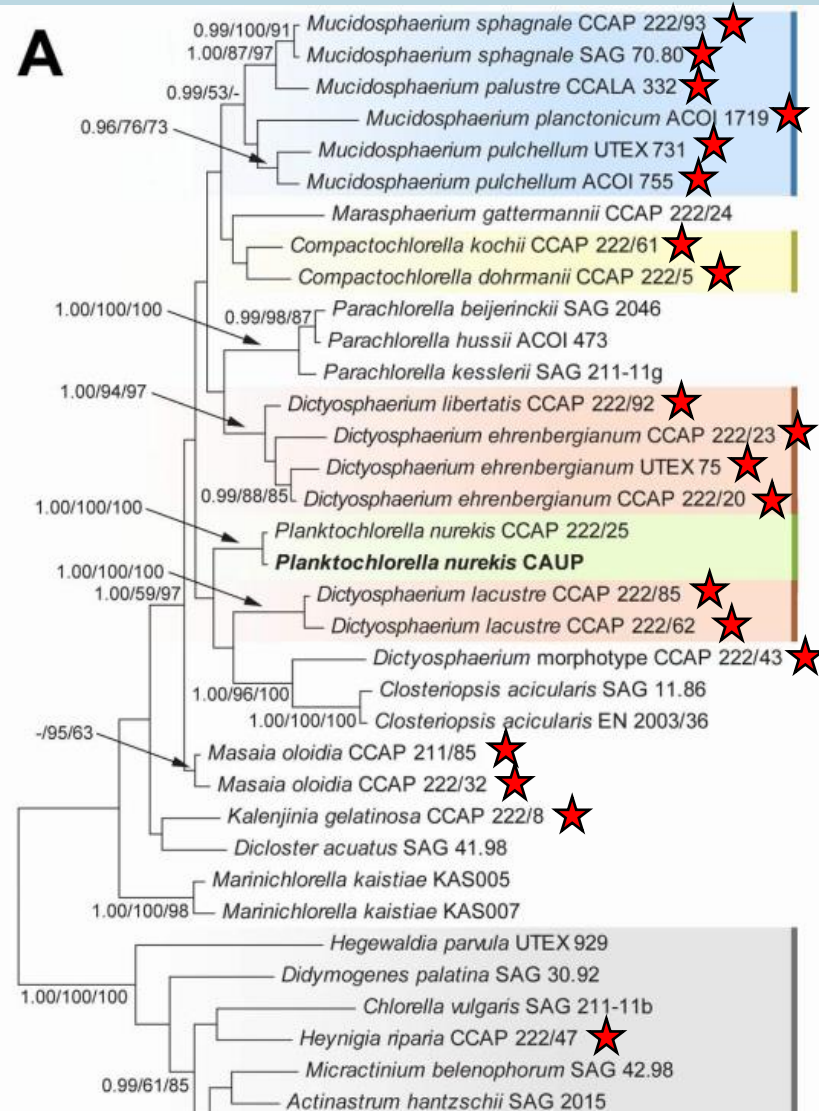 A
0.99/100/91
Mucidosphaerium sphagnale CCAP 222/93
1.00/87/97
Mucidosphaerium sphagnale SAG 70.80
Mucidosphaerium palustre CCALA 332
0.99/53/-
Mucidosphaerium planctonicum ACOI 1719
0.96/76/73
Mucidosphaerium pulchellum UTEX 731
Mucidosphaerium pulchellum ACOI 755
Marasphaerium gattermannii CCAP 222/24
Compactochlorella kochii CCAP 222/61
Compactochlorella dohrmanii CCAP 222/5
1.00/100/100
Parachlorella beijerinckii SAG 2046
0.99/98/87
Parachlorella hussii ACOI 473
Parachlorella kesslerii SAG 211-11g
1.00/94/97
Dictyosphaerium libertatis CCAP 222/92
Dictyosphaerium ehrenbergianum CCAP 222/23
Dictyosphaerium ehrenbergianum UTEX 75
0.99/88/85
Dictyosphaerium ehrenbergianum CCAP 222/20
1.00/100/100
Planktochlorella nurekis CCAP 222/25
Planktochlorella nurekis CAUP
1.00/100/100
1.00/59/97
Dictyosphaerium lacustre CCAP 222/85
Dictyosphaerium lacustre CCAP 222/62
Dictyosphaerium morphotype CCAP 222/43
1.00/96/100
Closteriopsis acicularis SAG 11.86
1.00/100/100
Closteriopsis acicularis EN 2003/36
-/95/63
Masaia oloidia CCAP 211/85
Masaia oloidia CCAP 222/32
Kalenjinia gelatinosa CCAP 222/8
Dicloster acuatus SAG 41.98
Marinichlorella kaistiae KAS005
1.00/100/98
Marinichlorella kaistiae KAS007
Hegewaldia parvula UTEX 929
Didymogenes palatina SAG 30.92
1.00/100/100
Chlorella vulgaris SAG 211-11b
Heynigia riparia CCAP 222/47
Micractinium belenophorum SAG 42.98
0.99/61/85
Actinastrum hantzschii SAG 2015